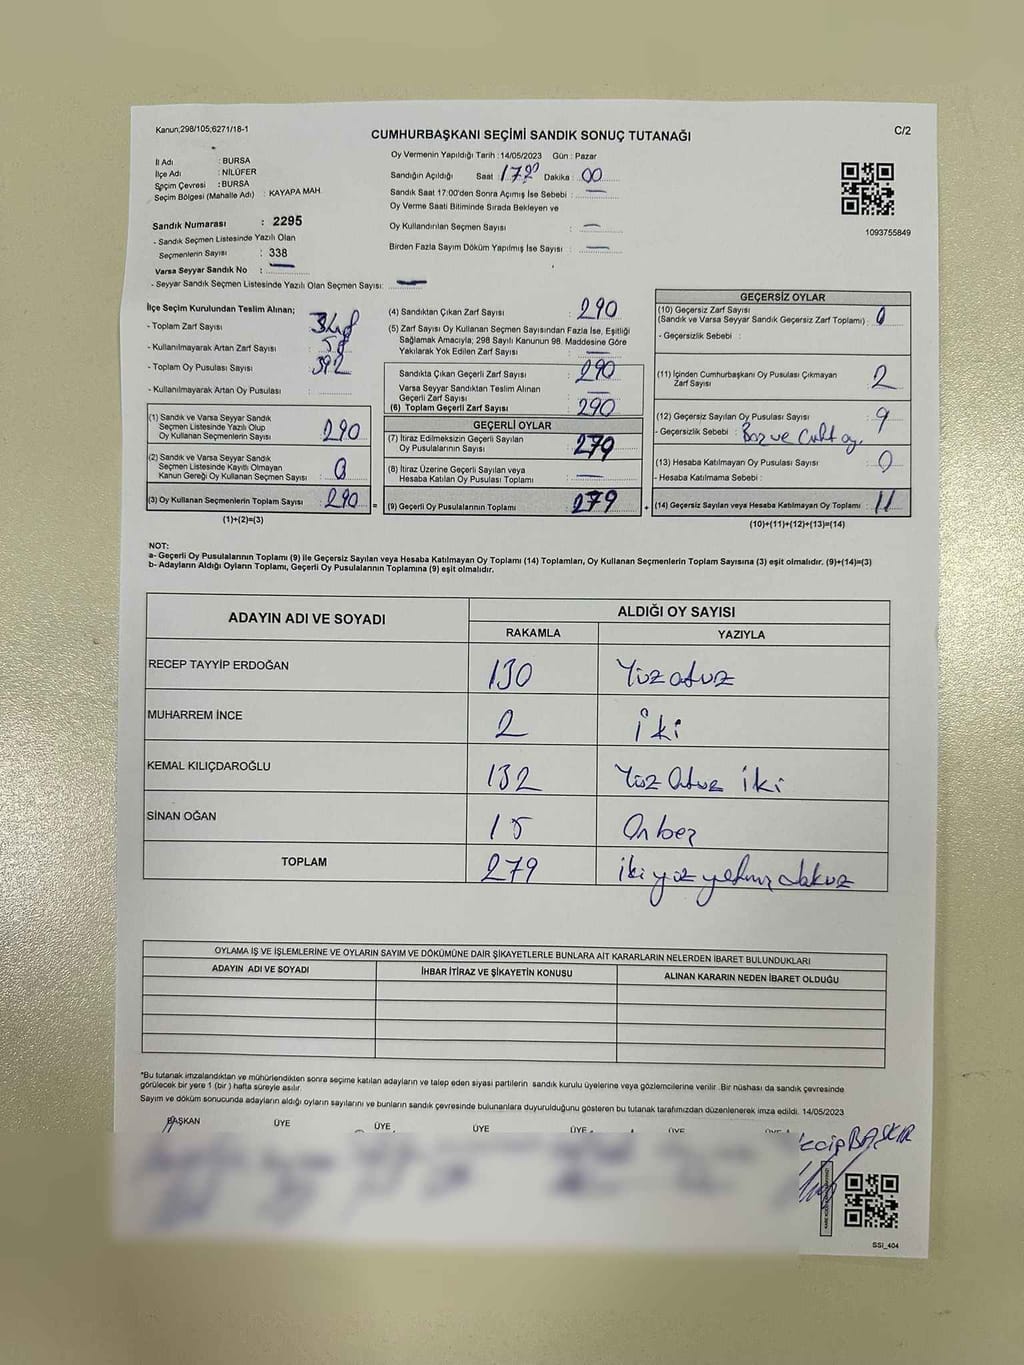 Kanun;298/105;6271/18-1
CUMHURBAŞKANI SEÇİMİ SANDIK SONUÇ TUTANAĞI
C/2
İl Adı : BURSA
İlçe Adı : NİLÜFER
Seçim Çevresi : BURSA
Seçim Bölgesi (Mahalle Adı) : KAYAPA MAH.
Sandık Numarası : 2295
- Sandık Seçmen Listesinde Yazılı Olan
Seçmenlerin Sayısı : 338
Varsa Seyyar Sandık No : —
- Seyyar Sandık Seçmen Listesinde Yazılı Olan Seçmen Sayısı: —
Oy Vermenin Yapıldığı Tarih : 14/05/2023 Gün : Pazar
Sandığın Açıldığı Saat Dakika : 00
Sandık Saat 17:00'den Sonra Açımış İse Sebebi : —
Oy Verme Saati Bitiminde Sırada Bekleyen ve
Oy Kullandırılan Seçmen Sayısı : —
Birden Fazla Sayım Döküm Yapılmış İse Sayısı : —
1093755849
İlçe Seçim Kurulundan Teslim Alınan;
- Toplam Zarf Sayısı : 348
- Kullanılmayarak Artan Zarf Sayısı : 58
- Toplam Oy Pusulası Sayısı : 392
- Kullanılmayarak Artan Oy Pusulası :
(1) Sandık ve Varsa Seyyar Sandık
Seçmen Listesinde Yazılı Olup
Oy Kullanan Seçmenlerin Sayısı : 290
(2) Sandık ve Varsa Seyyar Sandık
Seçmen Listesinde Kayıtlı Olmayan
Kanun Gereği Oy Kullanan Seçmen Sayısı : 0
(3) Oy Kullanan Seçmenlerin Toplam Sayısı : 290
(1)+(2)=(3)
=
(4) Sandıktan Çıkan Zarf Sayısı : 290
(5) Zarf Sayısı Oy Kullanan Seçmen Sayısından Fazla İse, Eşitliği
Sağlamak Amacıyla; 298 Sayılı Kanunun 98. Maddesine Göre
Yakılarak Yok Edilen Zarf Sayısı : —
Sandıkta Çıkan Geçerli Zarf Sayısı : 290
Varsa Seyyar Sandıktan Teslim Alınan
Geçerli Zarf Sayısı : —
(6) Toplam Geçerli Zarf Sayısı : 290
GEÇERLİ OYLAR
(7) İtiraz Edilmeksizin Geçerli Sayılan
Oy Pusulalarının Sayısı : 279
(8) İtiraz Üzerine Geçerli Sayılan veya
Hesaba Katılan Oy Pusulası Toplamı : —
(9) Geçerli Oy Pusulalarının Toplamı : 279
+
GEÇERSİZ OYLAR
(10) Geçersiz Zarf Sayısı
(Sandık ve Varsa Seyyar Sandık Geçersiz Zarf Toplamı) : 0
- Geçersizlik Sebebi :
(11) İçinden Cumhurbaşkanı Oy Pusulası Çıkmayan
Zarf Sayısı : 2
(12) Geçersiz Sayılan Oy Pusulası Sayısı : 9
- Geçersizlik Sebebi : Boz ve Çift oy.
(13) Hesaba Katılmayan Oy Pusulası Sayısı : 0
- Hesaba Katılmama Sebebi :
(14) Geçersiz Sayılan veya Hesaba Katılmayan Oy Toplamı : 11
(10)+(11)+(12)+(13)=(14)
NOT:
a- Geçerli Oy Pusulalarının Toplamı (9) ile Geçersiz Sayılan veya Hesaba Katılmayan Oy Toplamı (14) Toplamları, Oy Kullanan Seçmenlerin Toplam Sayısına (3) eşit olmalıdır. (9)+(14)=(3)
b- Adayların Aldığı Oyların Toplamı, Geçerli Oy Pusulalarının Toplamına (9) eşit olmalıdır.
ADAYIN ADI VE SOYADI
ALDIĞI OY SAYISI
RAKAMLA YAZIYLA
RECEP TAYYİP ERDOĞAN 130 Yüz otuz
MUHARREM İNCE 2 iki
KEMAL KILIÇDAROĞLU 132 Yüz Otuz iki
SİNAN OĞAN 15 Onbeş
TOPLAM 279 iki yüz yetmiş dokuz
OYLAMA İŞ VE İŞLEMLERİNE VE OYLARIN SAYIM VE DÖKÜMÜNE DAİR ŞİKAYETLERLE BUNLARA AİT KARARLARIN NELERDEN İBARET BULUNDUKLARI
ADAYIN ADI VE SOYADI İHBAR İTİRAZ VE ŞİKAYETİN KONUSU ALINAN KARARIN NEDEN İBARET OLDUĞU
*Bu tutanak imzalandıktan ve mühürlendikten sonra seçime katılan adayların ve talep eden siyasi partilerin sandık kurulu üyelerine veya gözlemcilerine verilir .Bir nüshası da sandık çevresinde
görülecek bir yere 1 (bir ) hafta süreyle asılır.
Sayım ve döküm sonucunda adayların aldığı oyların sayılarını ve bunların sandık çevresinde bulunanlara duyurulduğunu gösteren bu tutanak tarafımızdan düzenlenerek imza edildi. 14/05/2023
BAŞKAN ÜYE ÜYE ÜYE ÜYE ÜYE
BAŞKIR
SSI_404